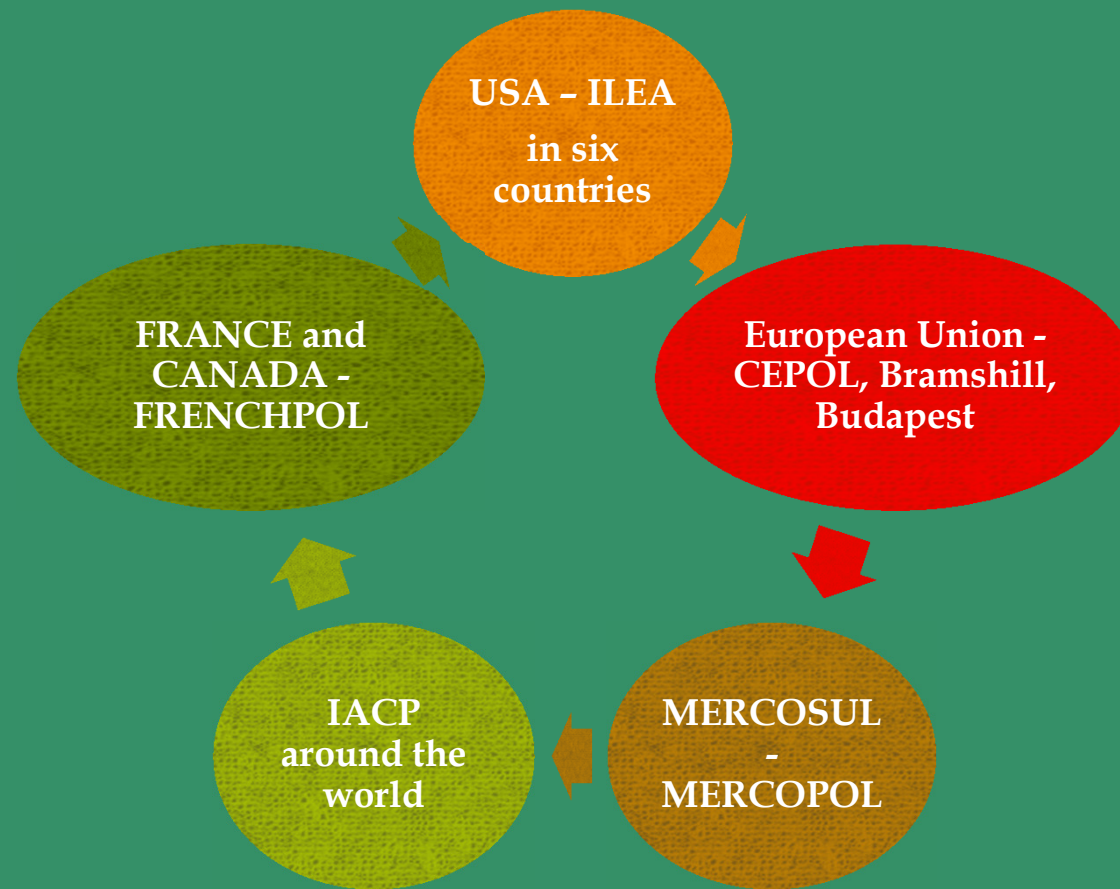 USA – ILEA
in six
countries
European Union -
CEPOL, Bramshill,
Budapest
MERCOSUL
-
MERCOPOL
IACP
around the
world
FRANCE and
CANADA -
FRENCHPOL